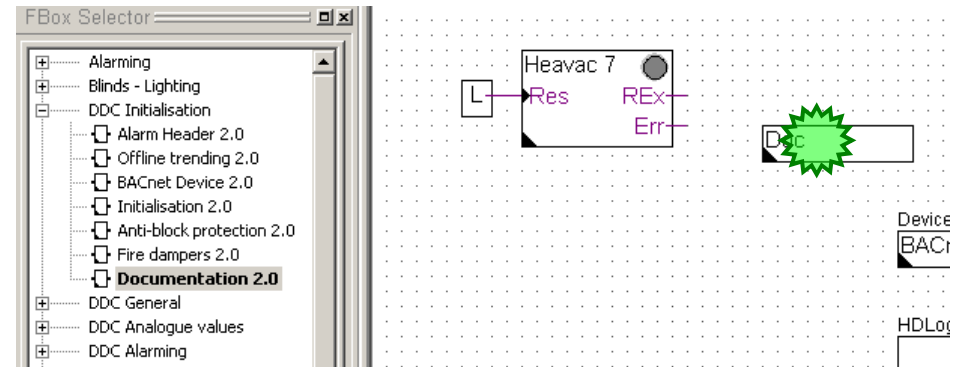 FBox Selector
Alarming
Blinds - Lighting
DDC Initialisation
Alarm Header 2.0
Offline trending 2.0
BACnet Device 2.0
Initialisation 2.0
Anti-block protection 2.0
Fire dampers 2.0
Documentation 2.0
DDC General
DDC Analogue values
DDC Alarming
Heavac 7
L Res REx
Err
Doc
Device
BACn
HDLog